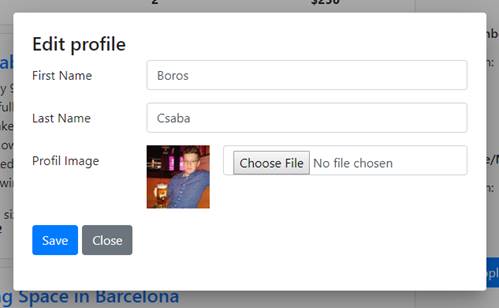 2 $250
Edit profile
First Name Boros
Last Name Csaba
Profil Image Choose File No file chosen
Save Close
g Space in Barcelona